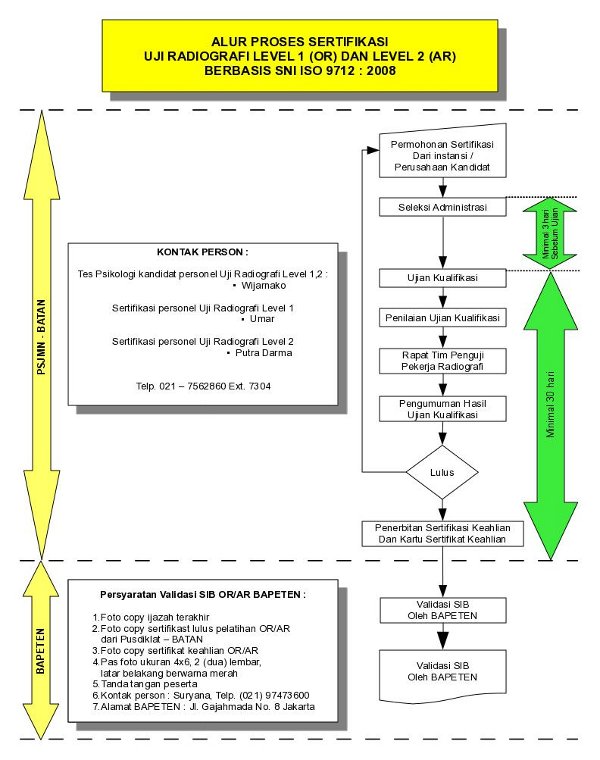 ALUR PROSES SERTIFIKASI
UJI RADIOGRAFI LEVEL 1 (OR) DAN LEVEL 2 (AR)
BERBASIS SNI ISO 9712 : 2008
PSJMN - BATAN
KONTAK PERSON :
Tes Psikologi kandidat personel Uji Radiografi Level 1,2 :
• Wijarnako
Sertifikasi personel Uji Radiografi Level 1
• Umar
Sertifikasi personel Uji Radiografi Level 2
• Putra Darma
Telp. 021 – 7562860 Ext. 7304
Permohonan Sertifikasi
Dari instansi /
Perusahaan Kandidat
Seleksi Administrasi
Minimal 3 hari
Sebelum Ujian
Ujian Kualifikasi
Penilaian Ujian Kualifikasi
Rapat Tim Penguji
Pekerja Radiografi
Pengumuman Hasil
Ujian Kualifikasi
Lulus
Minimal 30 hari
Penerbitan Sertifikasi Keahlian
Dan Kartu Sertifikat Keahlian
BAPETEN
Persyaratan Validasi SIB OR/AR BAPETEN :
1.Foto copy ijazah terakhir
2.Foto copy sertifikast lulus pelatihan OR/AR
dari Pusdiklat – BATAN
3.Foto copy sertifikat keahlian OR/AR
4.Pas foto ukuran 4x6, 2 (dua) lembar,
latar belakang berwarna merah
5.Tanda tangan peserta
6.Kontak person : Suryana, Telp. (021) 97473600
7.Alamat BAPETEN : Jl. Gajahmada No. 8 Jakarta
Validasi SIB
Oleh BAPETEN
Validasi SIB
Oleh BAPETEN